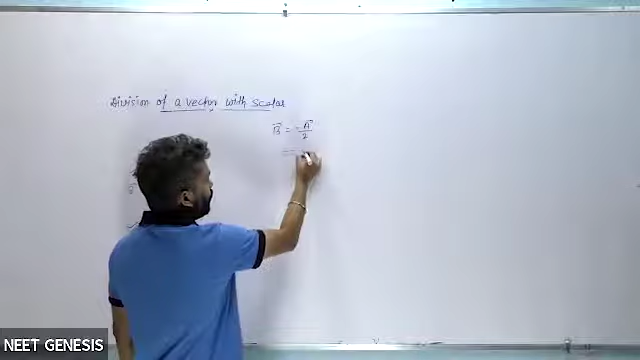 Division of a vector with scalar
B⃗ = -A⃗/2
=
NEET GENESIS